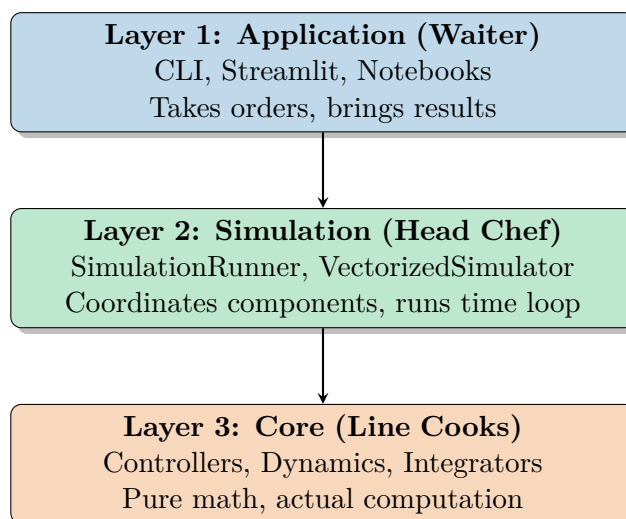 Layer 1: Application (Waiter)
CLI, Streamlit, Notebooks
Takes orders, brings results
Layer 2: Simulation (Head Chef)
SimulationRunner, VectorizedSimulator
Coordinates components, runs time loop
Layer 3: Core (Line Cooks)
Controllers, Dynamics, Integrators
Pure math, actual computation